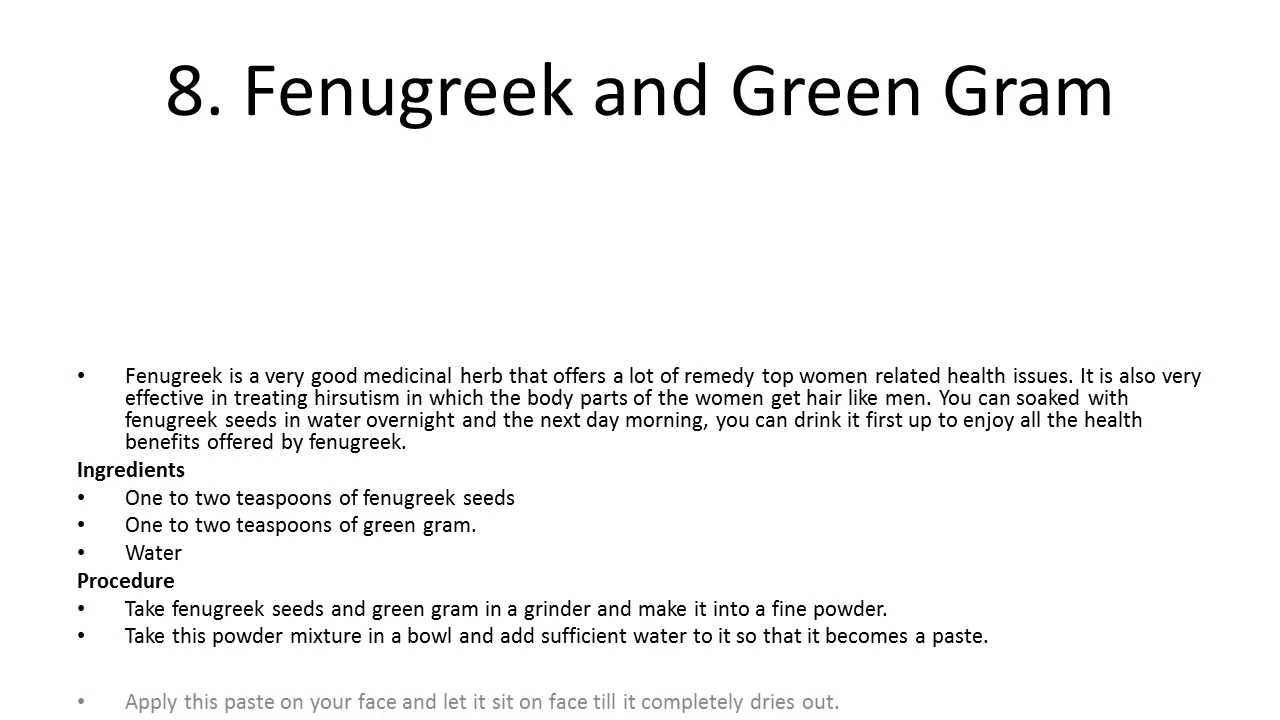 8. Fenugreek and Green Gram
• Fenugreek is a very good medicinal herb that offers a lot of remedy top women related health issues. It is also very
effective in treating hirsutism in which the body parts of the women get hair like men. You can soaked with
fenugreek seeds in water overnight and the next day morning, you can drink it first up to enjoy all the health
benefits offered by fenugreek.
Ingredients
• One to two teaspoons of fenugreek seeds
• One to two teaspoons of green gram.
• Water
Procedure
• Take fenugreek seeds and green gram in a grinder and make it into a fine powder.
• Take this powder mixture in a bowl and add sufficient water to it so that it becomes a paste.
• Apply this paste on your face and let it sit on face till it completely dries out.